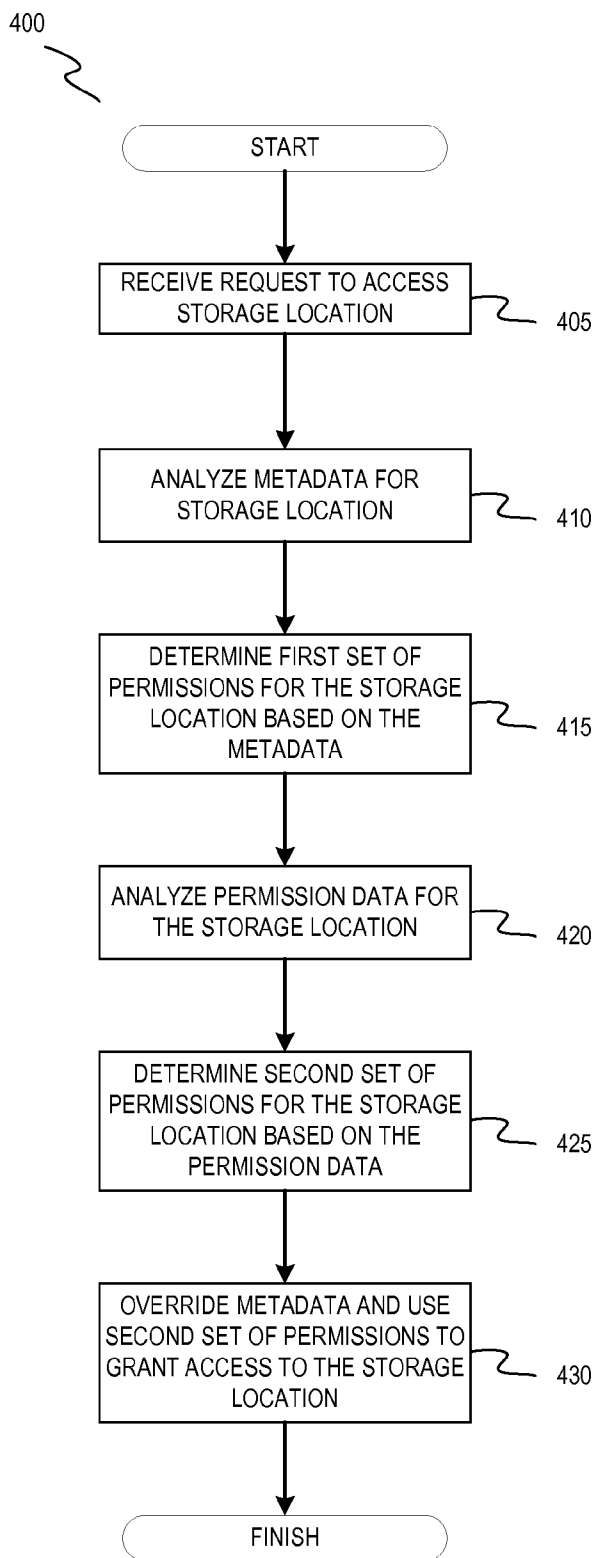 400
START
RECEIVE REQUEST TO ACCESS
STORAGE LOCATION
405
ANALYZE METADATA FOR
STORAGE LOCATION
410
DETERMINE FIRST SET OF
PERMISSIONS FOR THE STORAGE
LOCATION BASED ON THE
METADADA
415
ANALYZE PERMISSION DATA FOR
THE STORAGE LOCATION
420
DETERMINE SECOND SET OF
PERMISSIONS FOR THE STORAGE
LOCATION BASED ON THE
PERMISSION DATA
425
OVERRIDE METADATA AND USE
SECOND SET OF PERMISSIONS TO
GRANT ACCESS TO THE STORAGE
LOCATION
430
FINISH